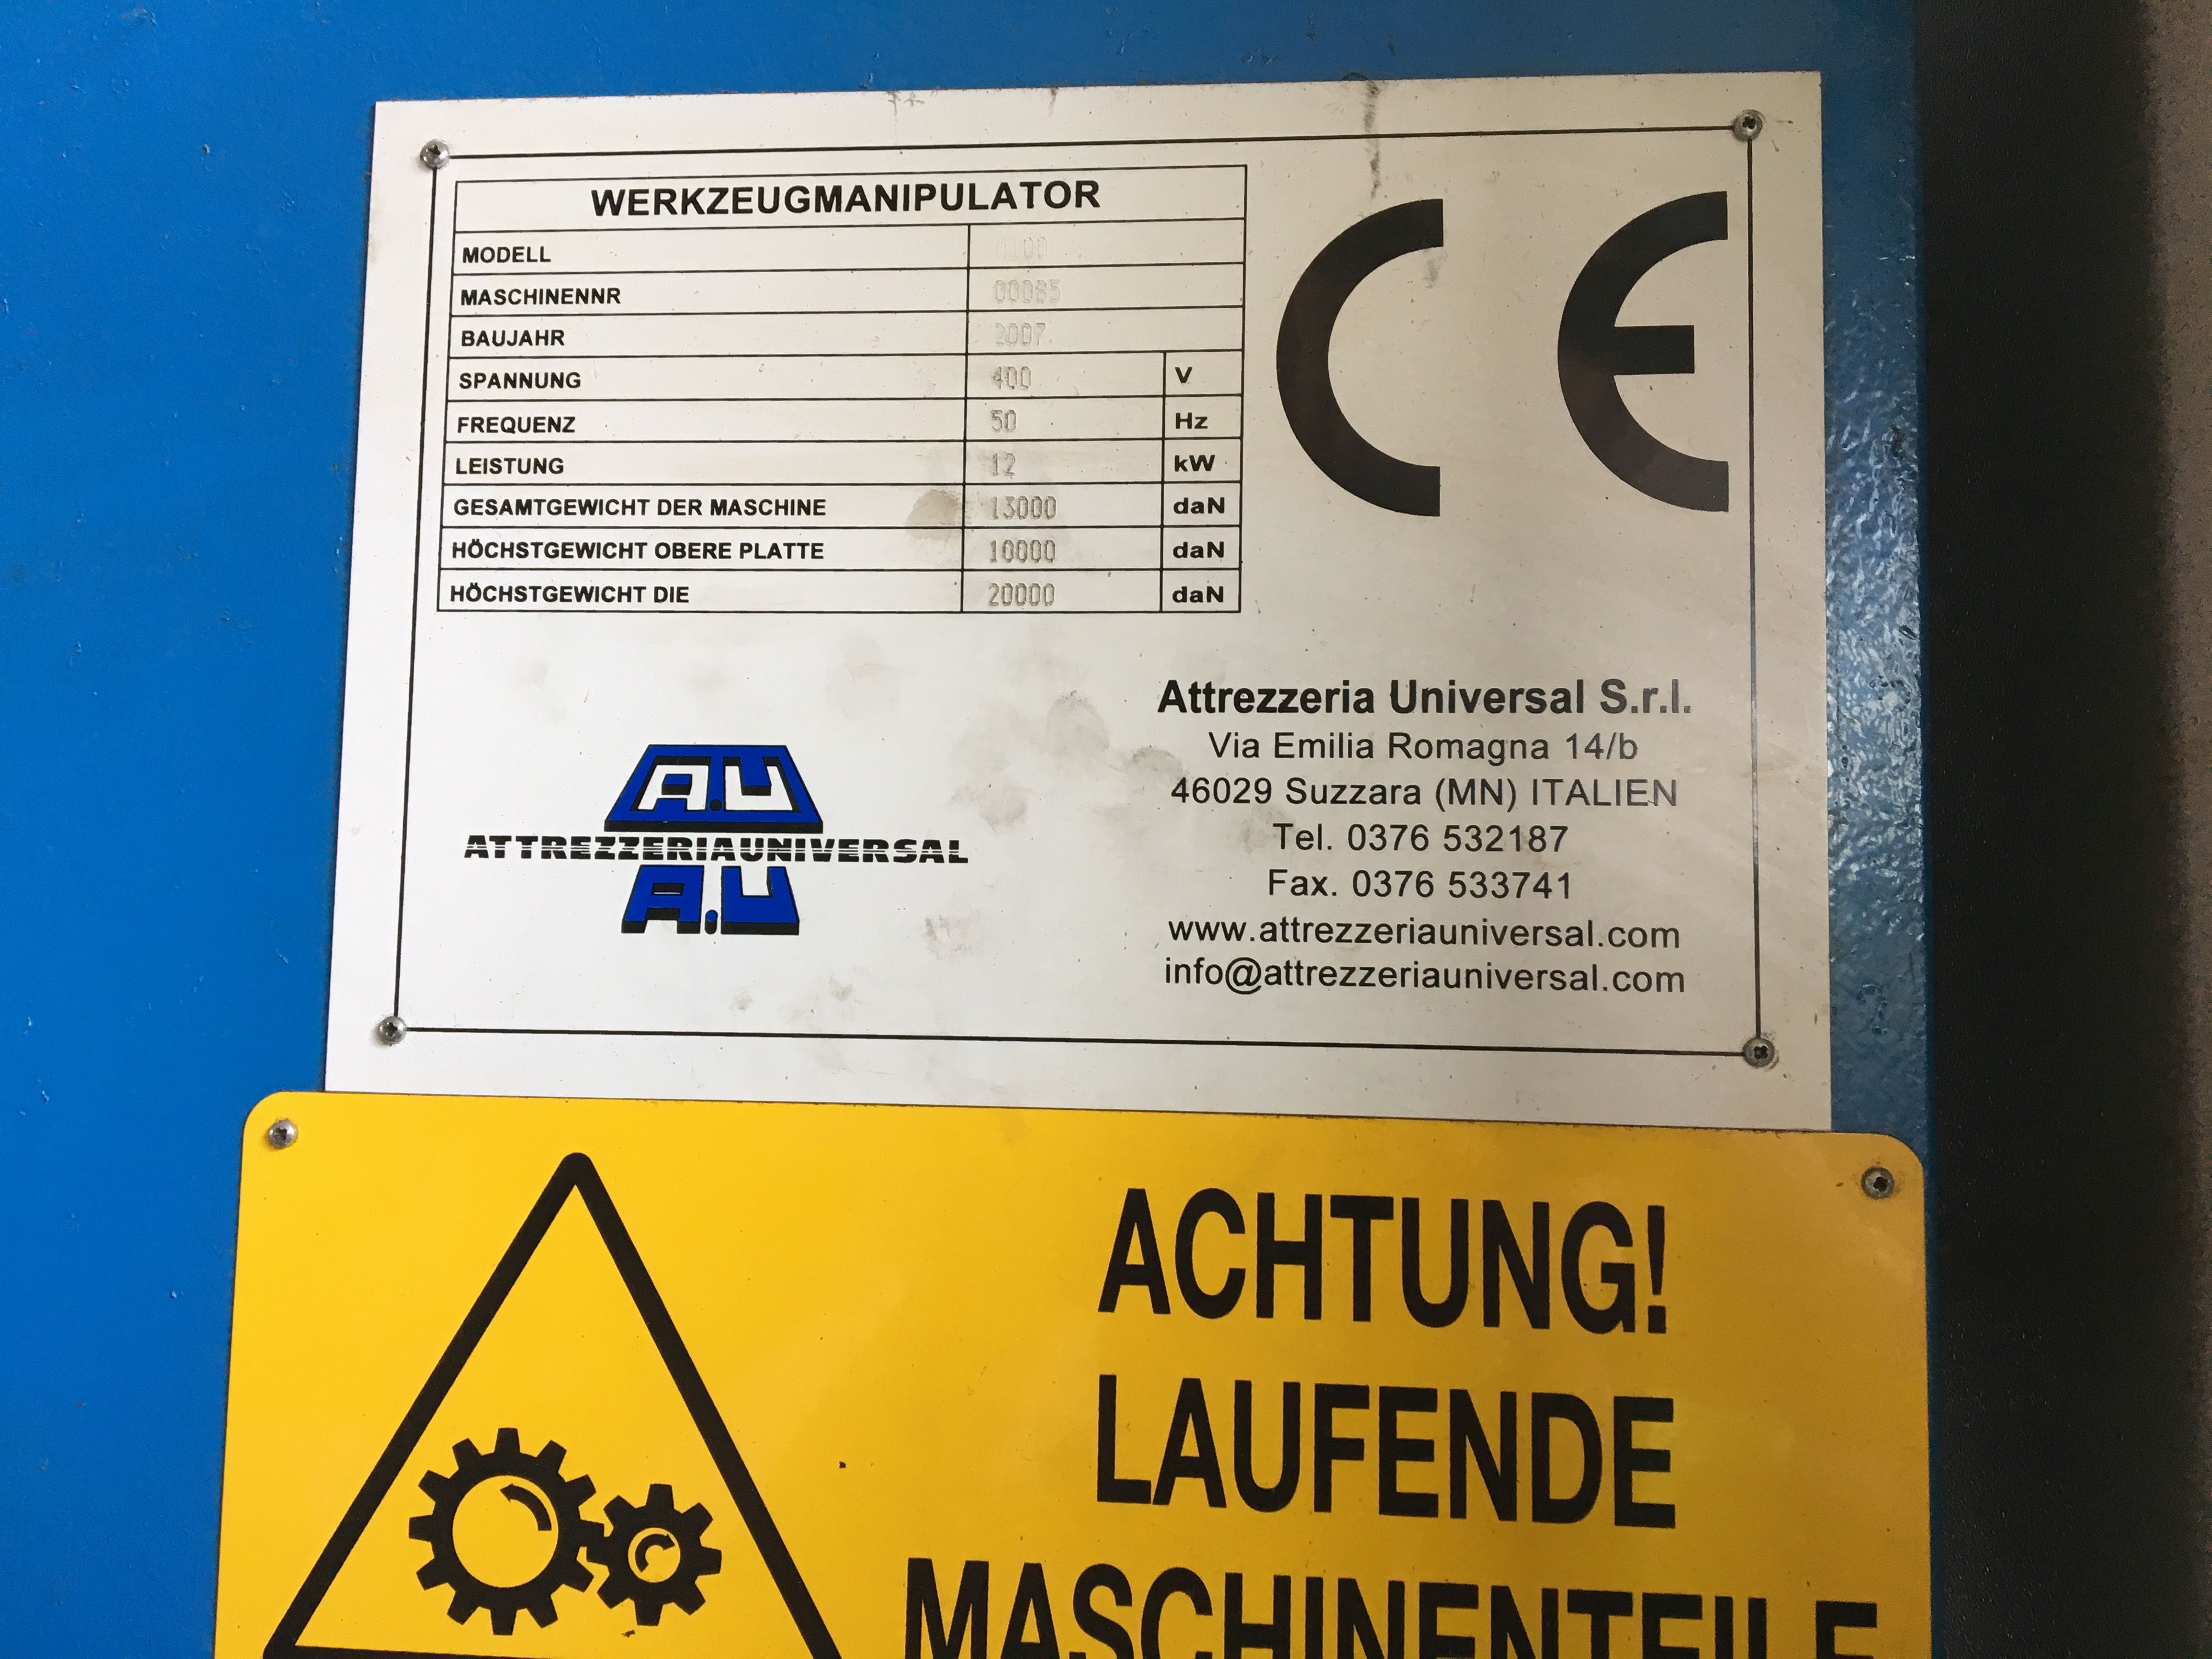 WERKZEUGMANIPULATOR
MODELL
MASCHINENNR 00085
BAUJAHR 2007
SPANNUNG 400 V
FREQUENZ 50 Hz
LEISTUNG 12 kW
GESAMTGEWICHT DER MASCHINE 13000 daN
HÖCHSTGEWICHT OBERE PLATTE 10000 daN
HÖCHSTGEWICHT DIE 20000 daN
CE
A.U
ATTREZZERIAUNIVERSAL
A.U
Attrezzeria Universal S.r.l.
Via Emilia Romagna 14/b
46029 Suzzara (MN) ITALIEN
Tel. 0376 532187
Fax. 0376 533741
www.attrezzeriauniversal.com
info@attrezzeriauniversal.com
ACHTUNG!
LAUFENDE
MASCHINENTEILE